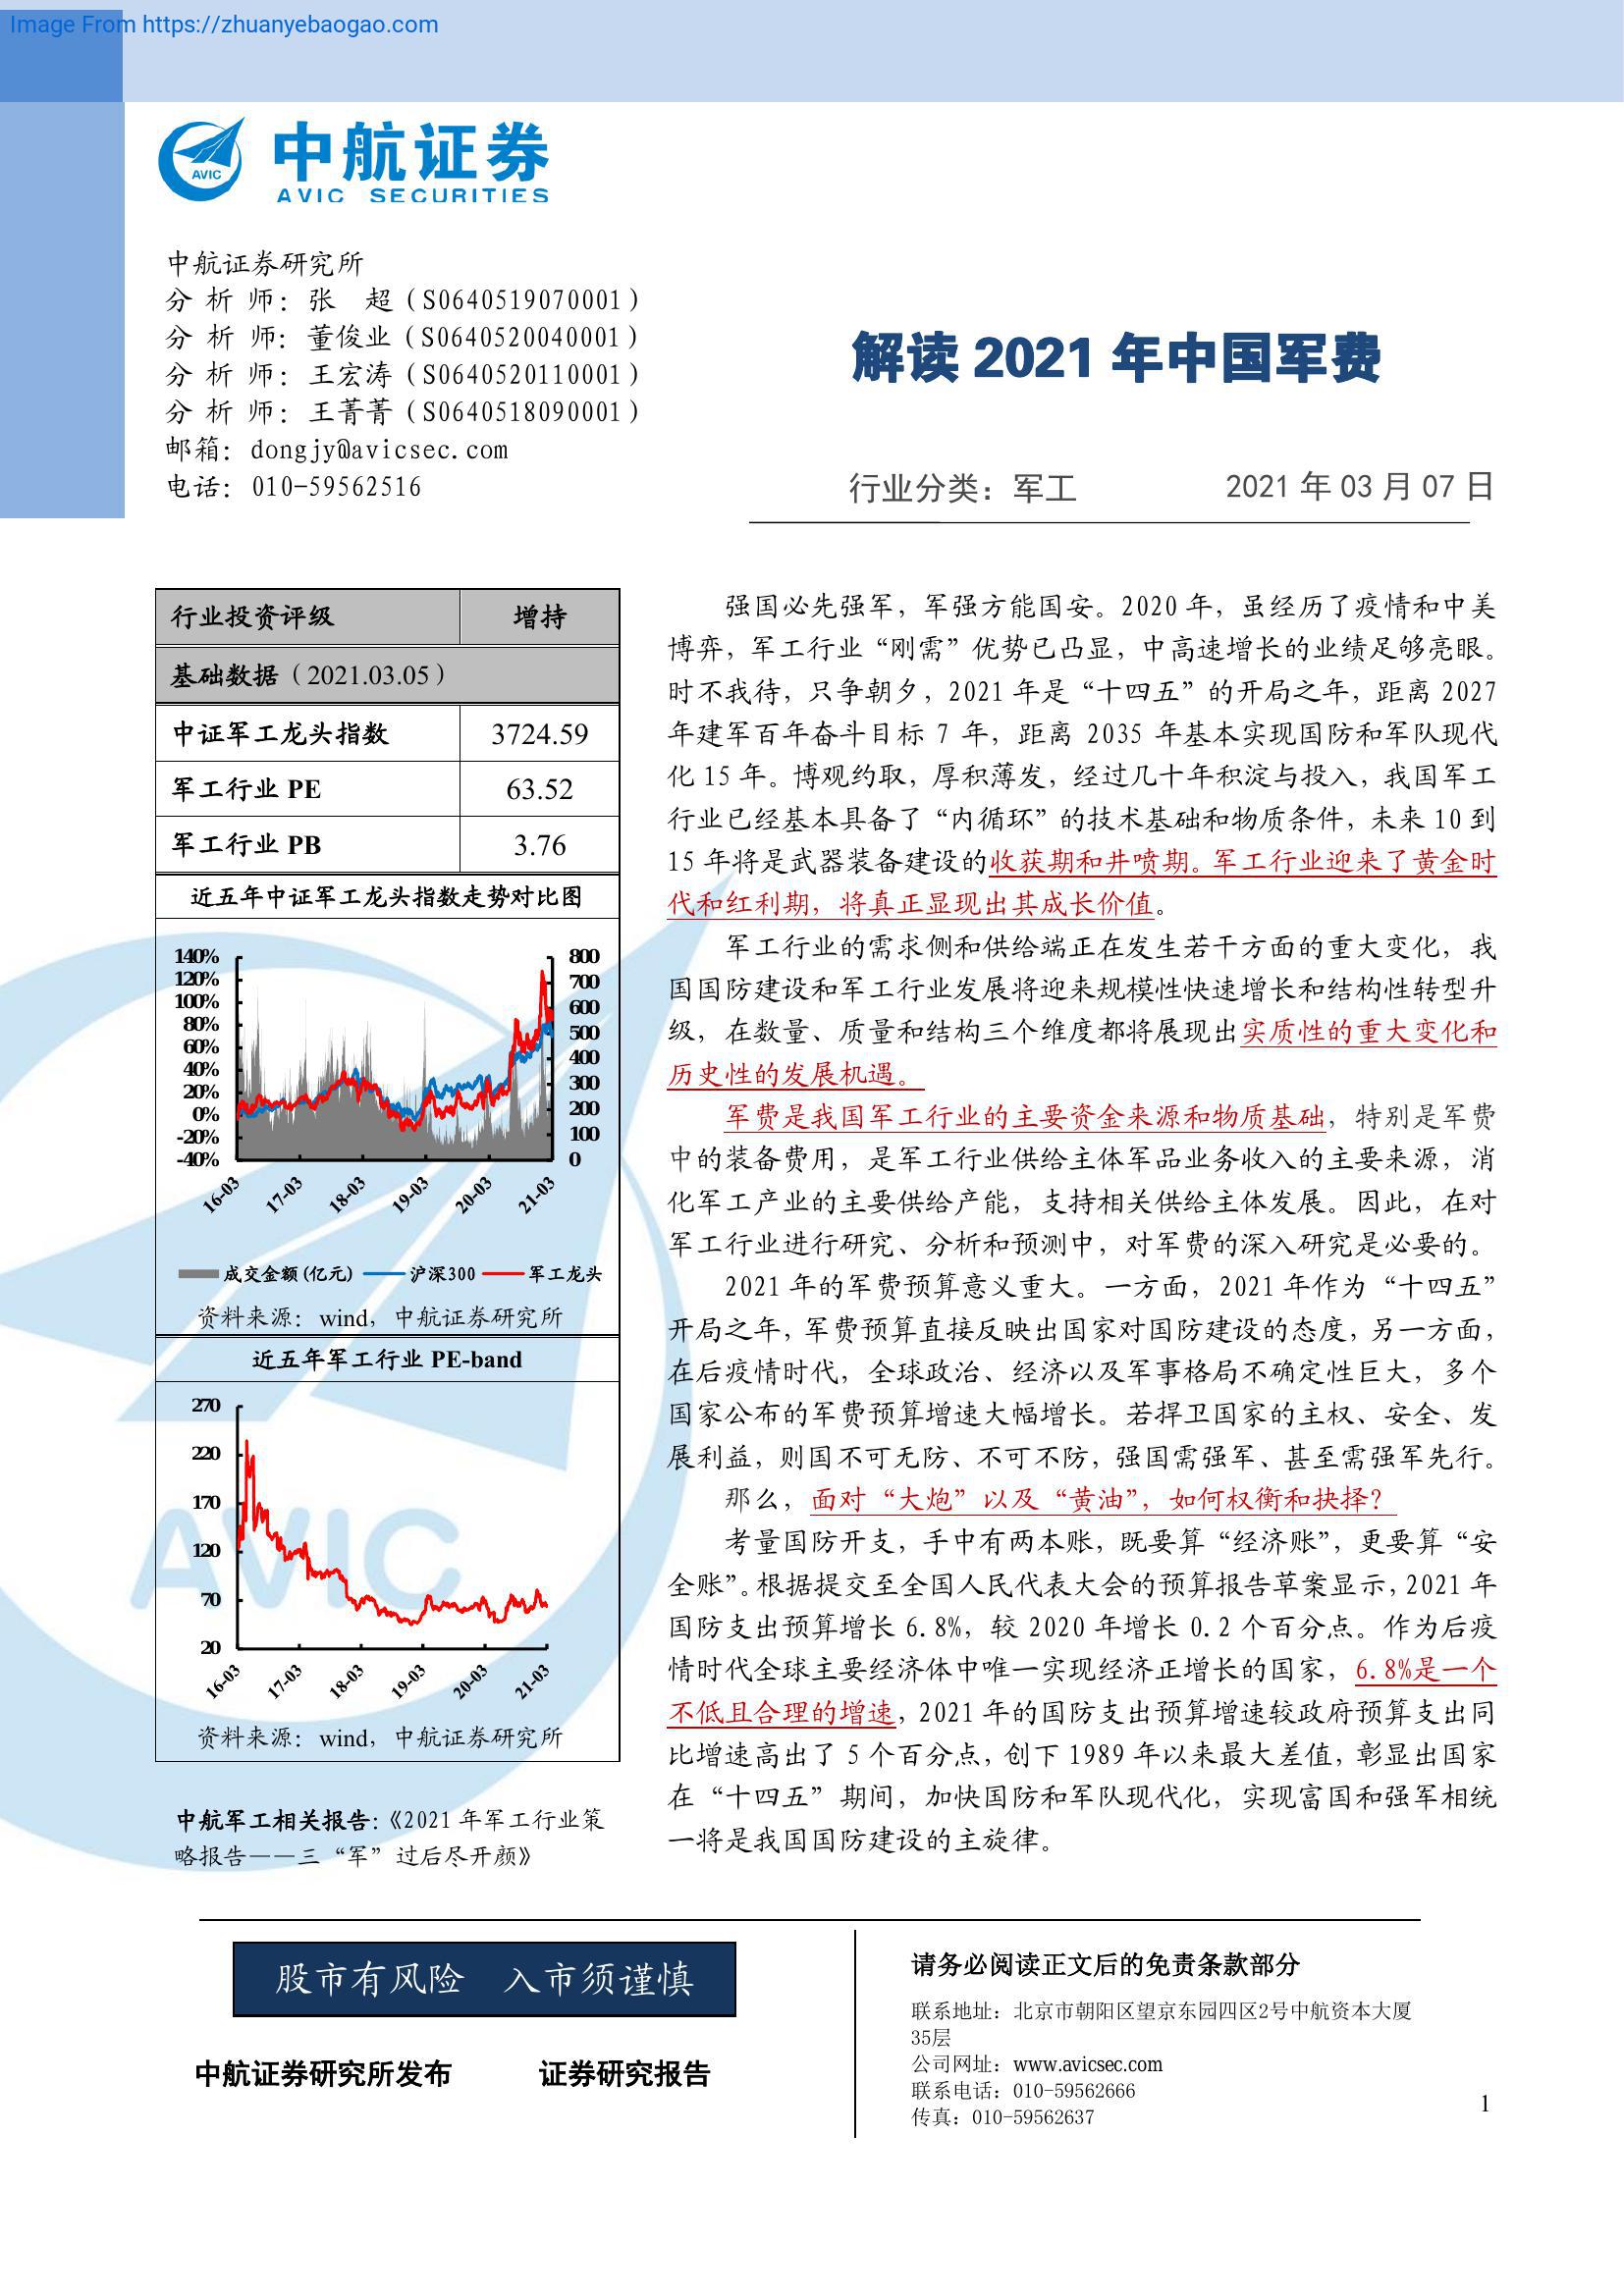 Image From https://zhuanyebaogao.com
AVIC
中航证券
AVIC SECURITIES
中航证券研究所
分 析 师：张 超（S0640519070001）
分 析 师：董俊业（S0640520040001）
分 析 师：王宏涛（S0640520110001）
分 析 师：王菁菁（S0640518090001）
邮箱：dongjy@avicsec.com
电话：010-59562516
解读 2021 年中国军费
行业分类：军工 2021 年 03 月 07 日
行业投资评级 增持
基础数据（2021.03.05）
中证军工龙头指数 3724.59
军工行业 PE 63.52
军工行业 PB 3.76
近五年中证军工龙头指数走势对比图
140% 800
120% 700
100% 600
80% 500
60% 400
40% 300
20% 200
0% 100
-20% 0
-40%
16-03 17-03 18-03 19-03 20-03 21-03
成交金额(亿元) 沪深300 军工龙头
资料来源：wind，中航证券研究所
近五年军工行业 PE-band
270
220
170
120
70
20
16-03 17-03 18-03 19-03 20-03 21-03
资料来源：wind，中航证券研究所
中航军工相关报告：《2021 年军工行业策
略报告——三“军”过后尽开颜》
AVIC
强国必先强军，军强方能国安。2020 年，虽经历了疫情和中美
博弈，军工行业“刚需”优势已凸显，中高速增长的业绩足够亮眼。
时不我待，只争朝夕，2021 年是“十四五”的开局之年，距离 2027
年建军百年奋斗目标 7 年，距离 2035 年基本实现国防和军队现代
化 15 年。博观约取，厚积薄发，经过几十年积淀与投入，我国军工
行业已经基本具备了“内循环”的技术基础和物质条件，未来 10 到
15 年将是武器装备建设的收获期和井喷期。军工行业迎来了黄金时
代和红利期，将真正显现出其成长价值。
军工行业的需求侧和供给端正在发生若干方面的重大变化，我
国国防建设和军工行业发展将迎来规模性快速增长和结构性转型升
级，在数量、质量和结构三个维度都将展现出实质性的重大变化和
历史性的发展机遇。
军费是我国军工行业的主要资金来源和物质基础，特别是军费
中的装备费用，是军工行业供给主体军品业务收入的主要来源，消
化军工产业的主要供给产能，支持相关供给主体发展。因此，在对
军工行业进行研究、分析和预测中，对军费的深入研究是必要的。
2021 年的军费预算意义重大。一方面，2021 年作为“十四五”
开局之年，军费预算直接反映出国家对国防建设的态度，另一方面，
在后疫情时代，全球政治、经济以及军事格局不确定性巨大，多个
国家公布的军费预算增速大幅增长。若捍卫国家的主权、安全、发
展利益，则国不可无防、不可不防，强国需强军、甚至需强军先行。
那么，面对“大炮”以及“黄油”，如何权衡和抉择？
考量国防开支，手中有两本账，既要算“经济账”，更要算“安
全账”。根据提交至全国人民代表大会的预算报告草案显示，2021 年
国防支出预算增长 6.8%，较 2020 年增长 0.2 个百分点。作为后疫
情时代全球主要经济体中唯一实现经济正增长的国家，6.8%是一个
不低且合理的增速，2021 年的国防支出预算增速较政府预算支出同
比增速高出了 5 个百分点，创下 1989 年以来最大差值，彰显出国家
在“十四五”期间，加快国防和军队现代化，实现富国和强军相统
一将是我国国防建设的主旋律。
股市有风险 入市须谨慎
中航证券研究所发布 证券研究报告
请务必阅读正文后的免责条款部分
联系地址：北京市朝阳区望京东园四区2号中航资本大厦
35层
公司网址：www.avicsec.com
联系电话：010-59562666
传真：010-59562637
1